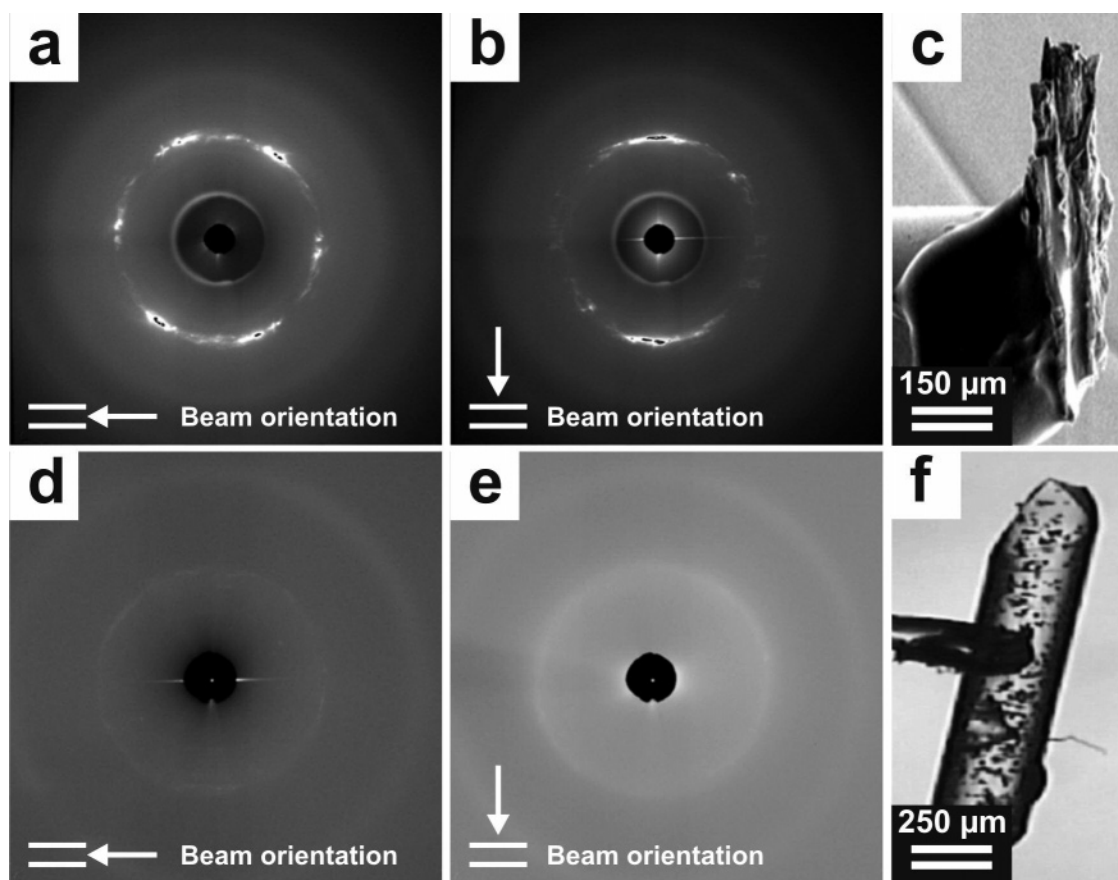 a
b
c
Beam orientation
Beam orientation
150 µm
d
e
f
Beam orientation
Beam orientation
250 µm